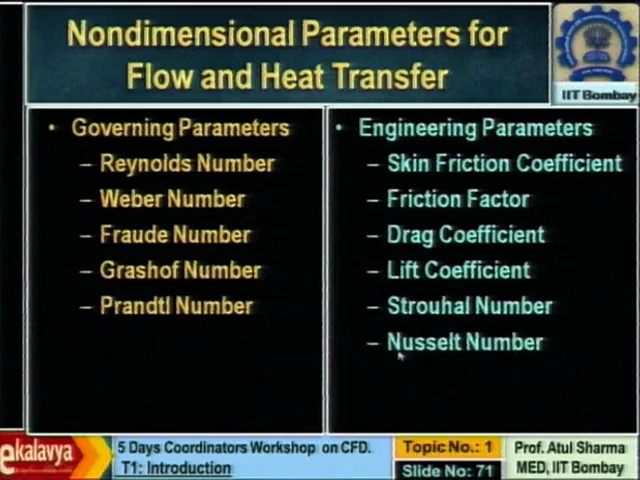 Nondimensional Parameters for
Flow and Heat Transfer
IIT Bombay
• Governing Parameters
– Reynolds Number
– Weber Number
– Fraude Number
– Grashof Number
– Prandtl Number
• Engineering Parameters
– Skin Friction Coefficient
– Friction Factor
– Drag Coefficient
– Lift Coefficient
– Strouhal Number
– Nusselt Number
ekalavya
5 Days Coordinators Workshop on CFD.
T1: Introduction
Topic No.: 1
Slide No: 71
Prof. Atul Sharma
MED, IIT Bombay